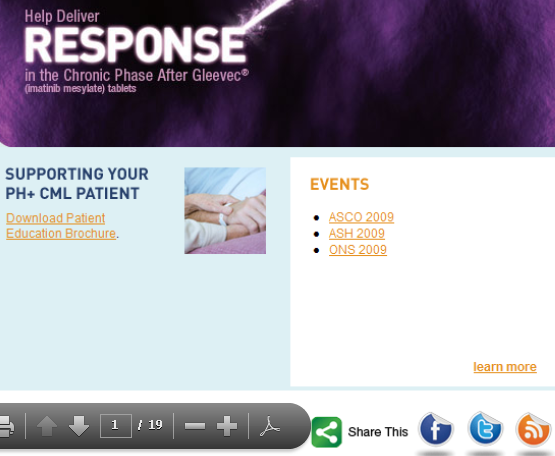 Help Deliver
RESPONSE
in the Chronic Phase After Gleevec®
(imatinib mesylate) tablets
SUPPORTING YOUR
PH+ CML PATIENT
Download Patient
Education Brochure.
EVENTS
• ASCO 2009
• ASH 2009
• ONS 2009
learn more
1 / 19
Share This